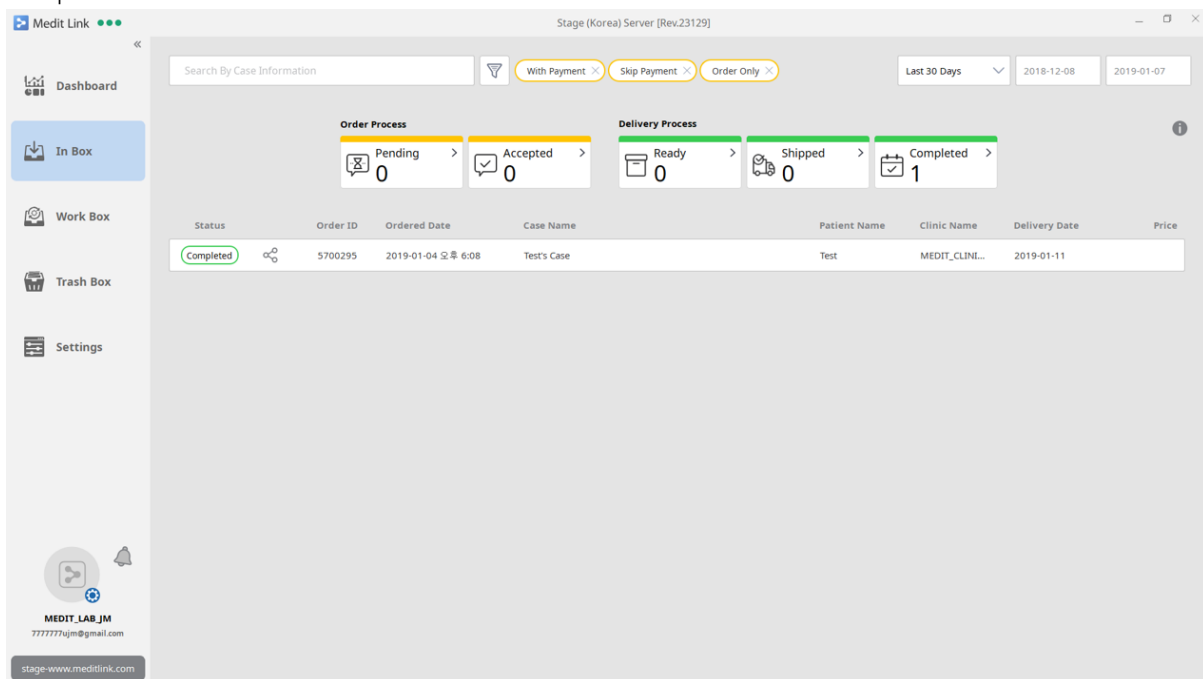 Medit Link
Stage (Korea) Server [Rev.23129]
Dashboard
In Box
Work Box
Trash Box
Settings
MEDIT_LAB_JM
7777777ujm@gmail.com
stage-www.meditlink.com
Search By Case Information
With Payment
Skip Payment
Order Only
Last 30 Days
2018-12-08
2019-01-07
Order Process
Pending
0
Accepted
0
Delivery Process
Ready
0
Shipped
0
Completed
1
Status Order ID Ordered Date Case Name Patient Name Clinic Name Delivery Date Price
Completed 5700295 2019-01-04 오후 6:08 Test's Case Test MEDIT_CLINI... 2019-01-11